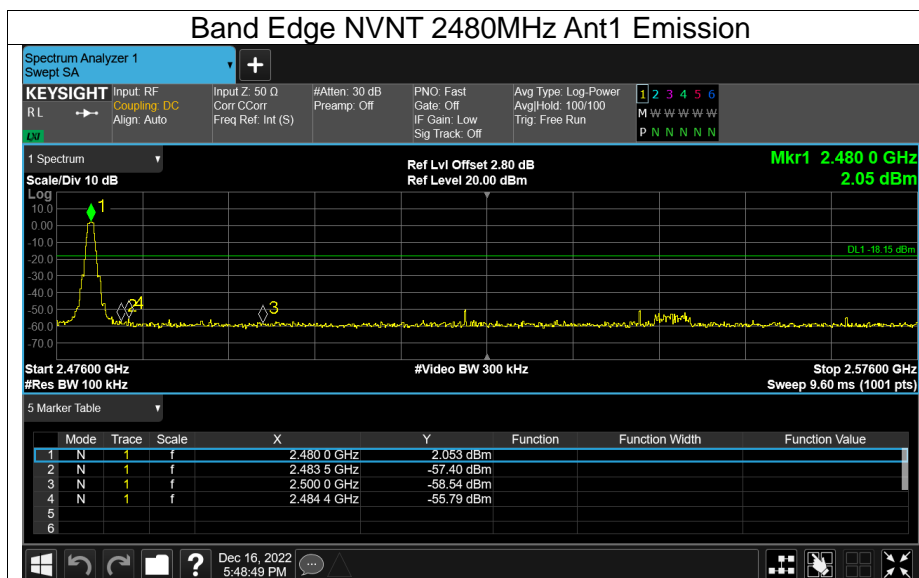 Band Edge NVNT 2480MHz Ant1 Emission
Spectrum Analyzer 1
Swept SA
+
KEYSIGHT Input: RF Input Z: 50 Ω #Atten: 30 dB PNO: Fast Avg Type: Log-Power 1 2 3 4 5 6
R L Coupling: DC Corr CCorr Preamp: Off Gate: Off Avg|Hold: 100/100 M W W W W W
Align: Auto Freq Ref: Int (S) IF Gain: Low Trig: Free Run
LXI Sig Track: Off P N N N N N
1 Spectrum Ref Lvl Offset 2.80 dB Mkr1 2.480 0 GHz
Scale/Div 10 dB Ref Level 20.00 dBm 2.05 dBm
Log
10.0 1
0.00
-10.0 DL1 -18.15 dBm
-20.0
-30.0
-40.0
-50.0 2 4 3
-60.0
-70.0
Start 2.47600 GHz #Video BW 300 kHz Stop 2.57600 GHz
#Res BW 100 kHz Sweep 9.60 ms (1001 pts)
5 Marker Table
Mode Trace Scale X Y Function Function Width Function Value
1 N 1 f 2.480 0 GHz 2.053 dBm
2 N 1 f 2.483 5 GHz -57.40 dBm
3 N 1 f 2.500 0 GHz -58.54 dBm
4 N 1 f 2.484 4 GHz -55.79 dBm
5
6
? Dec 16, 2022
5:48:49 PM